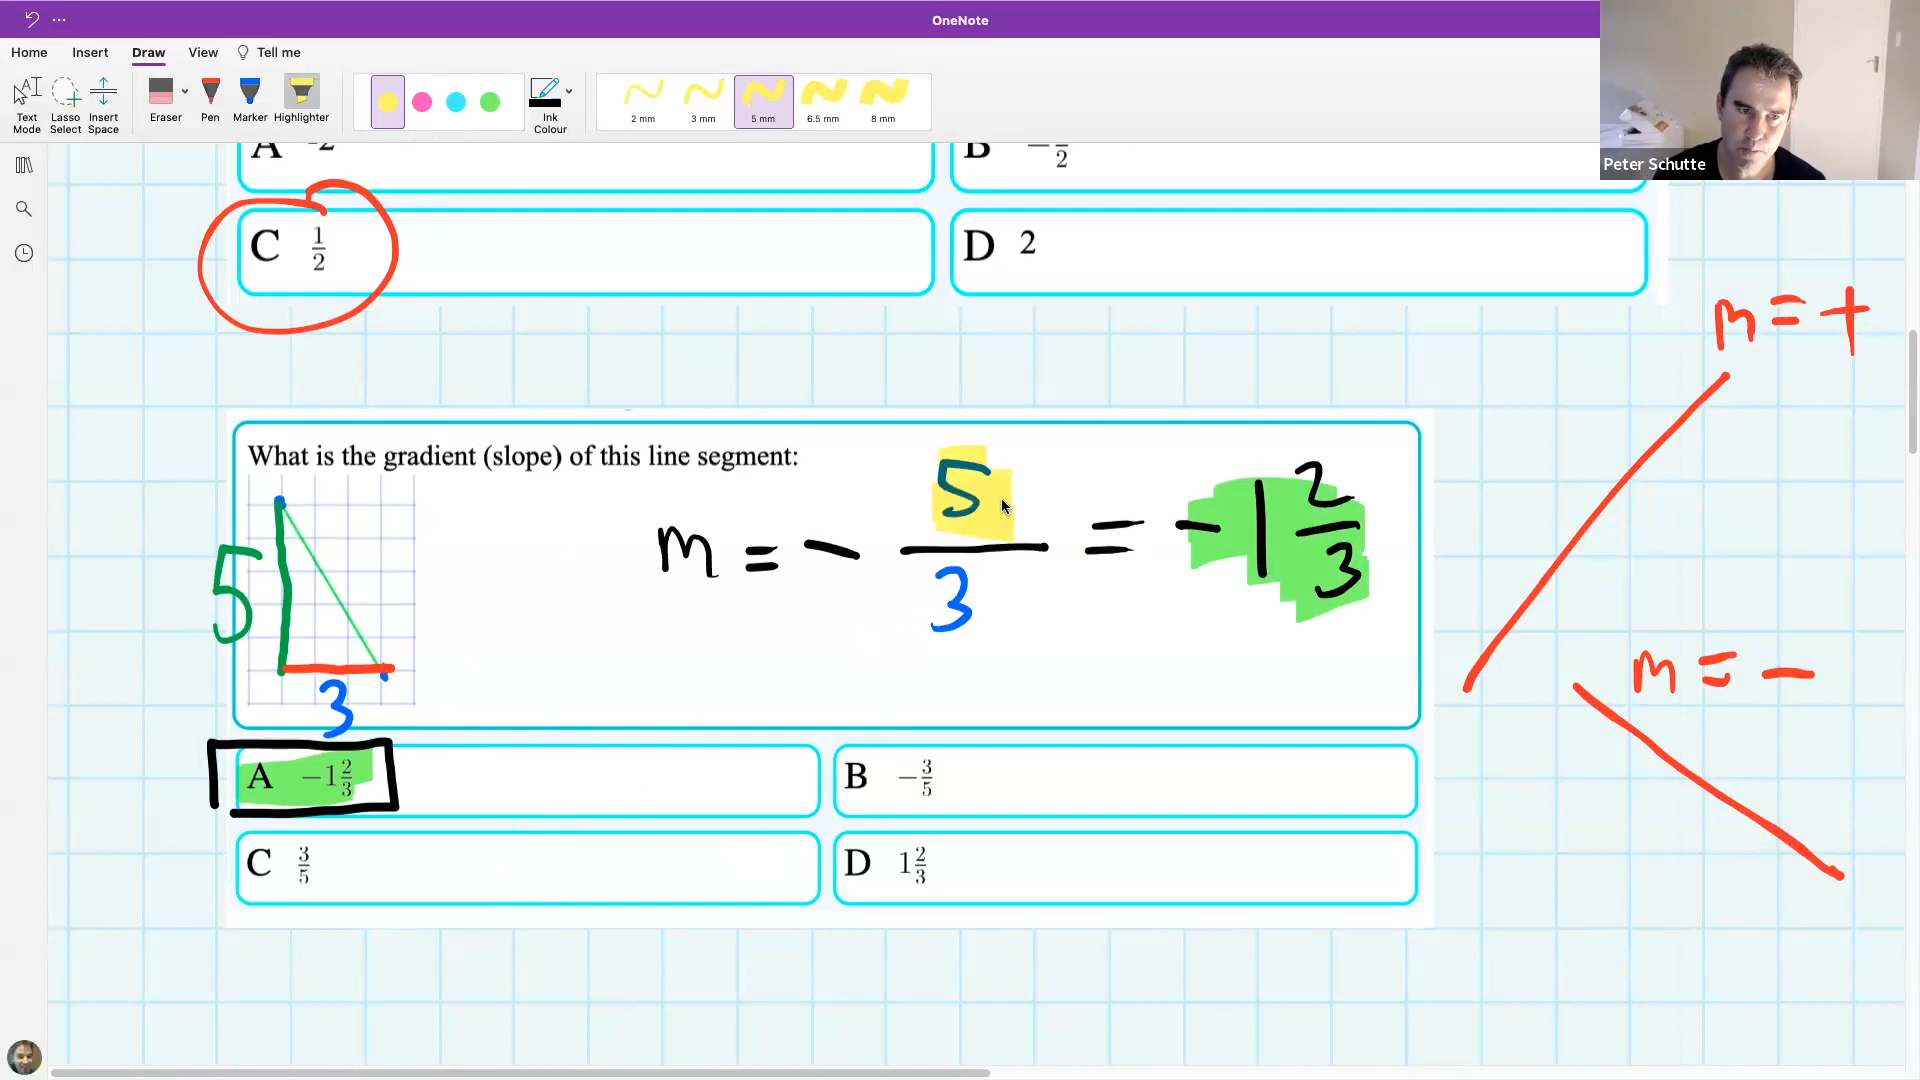 OneNote
Home Insert Draw View Tell me
Text Mode
Lasso Select
Insert Space
Eraser
Pen
Marker
Highlighter
Ink Colour
2 mm
3 mm
5 mm
6.5 mm
8 mm
Peter Schutte
C 1/2
D 2
m = +
What is the gradient (slope) of this line segment:
5
3
m = - 5/3 = -1 2/3
m = -
A -1 2/3
B -3/5
C 3/5
D 1 2/3